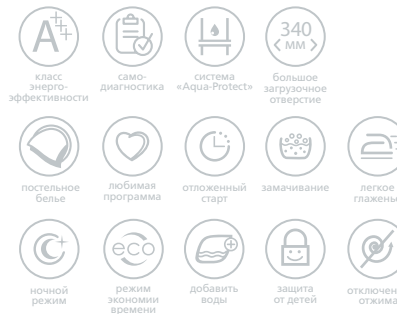 A+++
340
мм
класс
энерго-
эффективности
само-
диагностика
система
«Aqua-Protect»
большое
загрузочное
отверстие
постельное
белье
любимая
программа
отложенный
старт
замачивание
легкое
глажень
ночной
режим
eco
режим
экономии
времени
добавить
воды
защита
от детей
отключен
отжима